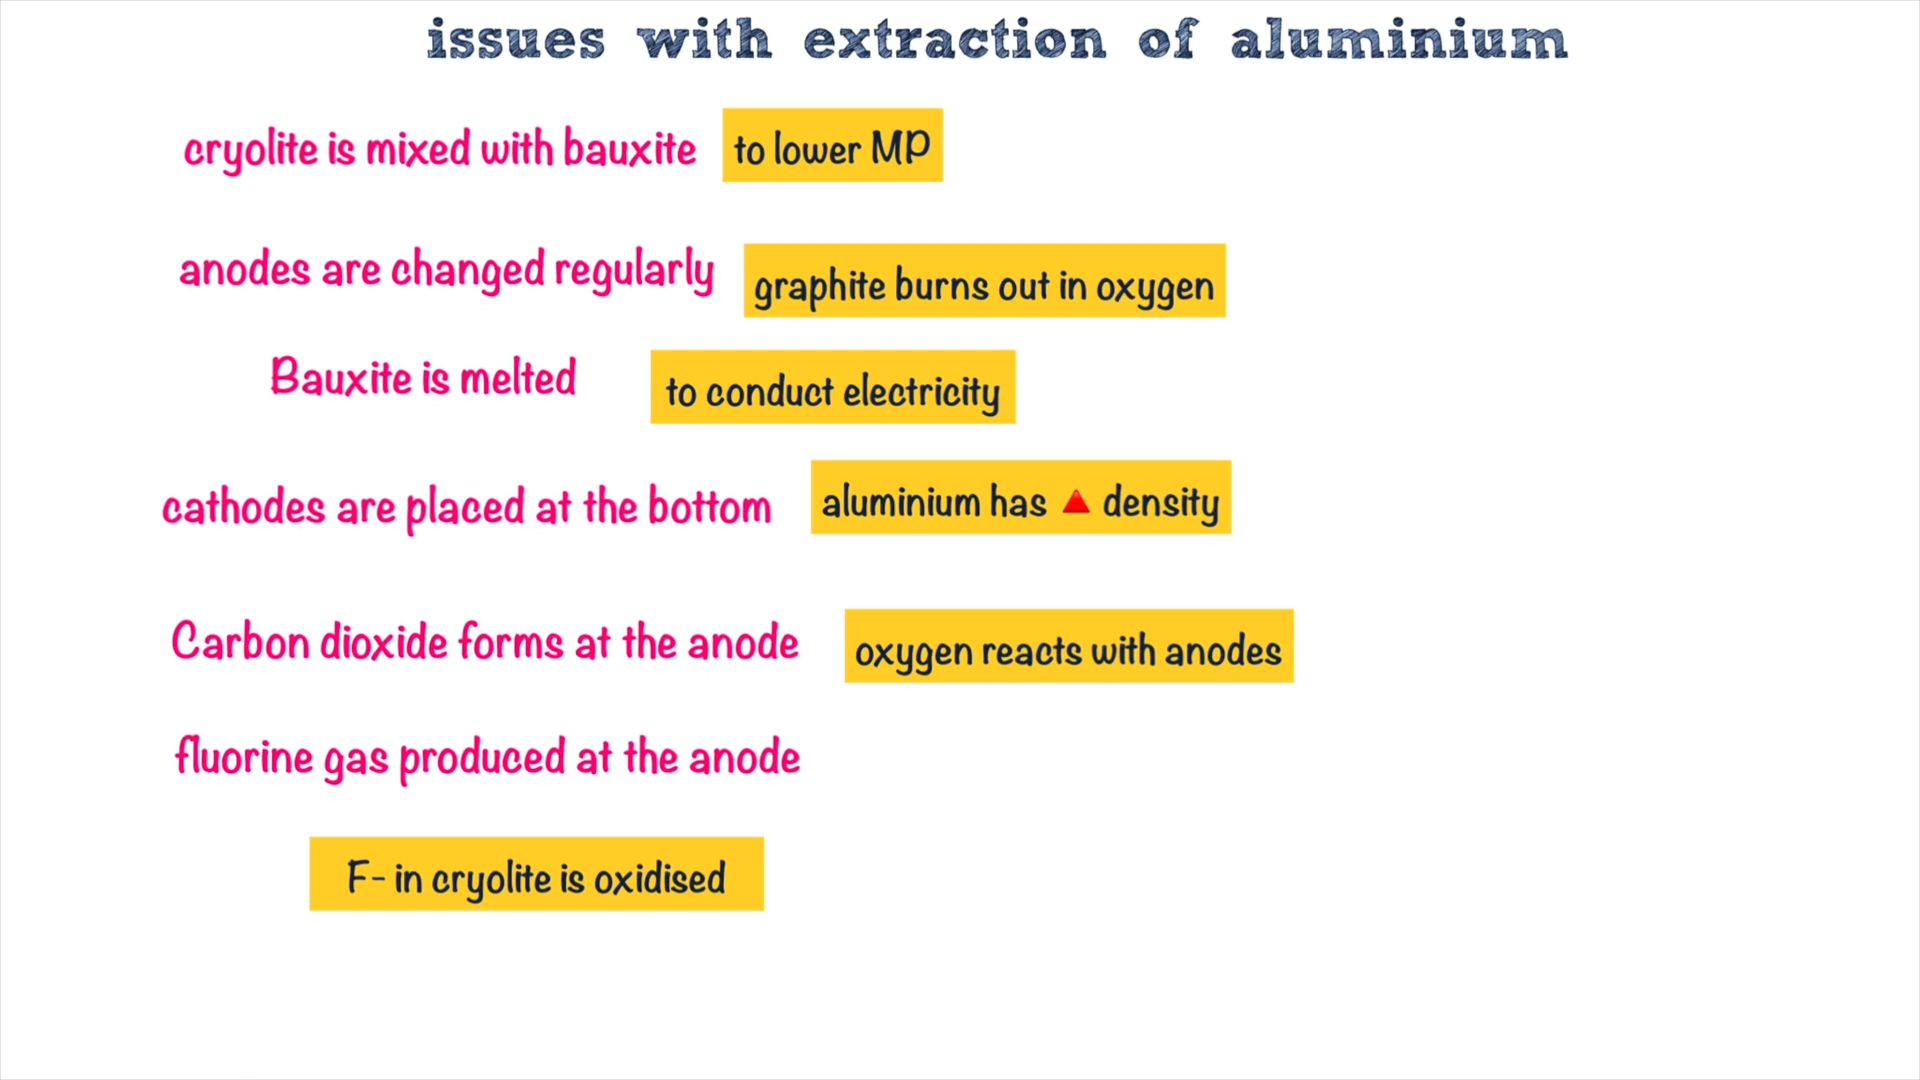 issues with extraction of aluminium
cryolite is mixed with bauxite to lower MP
anodes are changed regularly graphite burns out in oxygen
Bauxite is melted to conduct electricity
cathodes are placed at the bottom aluminium has 🔺 density
Carbon dioxide forms at the anode oxygen reacts with anodes
fluorine gas produced at the anode
F- in cryolite is oxidised